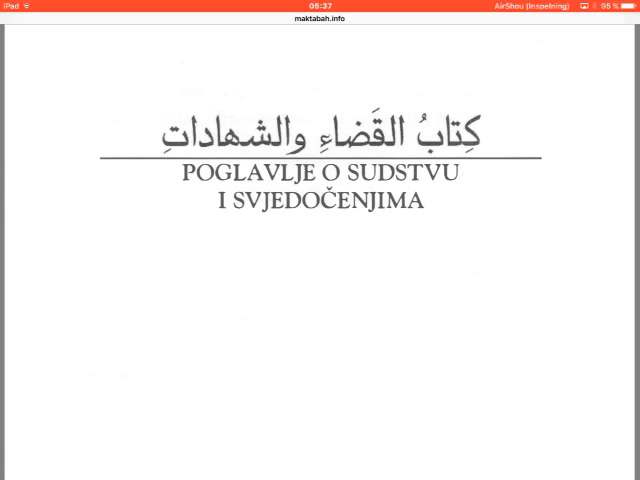 iPad 05:37 AirShou (Inspelning) 95 %
maktabah.info
كِتابُ القَضاءِ والشهاداتِ
POGLAVLJE O SUDSTVU
I SVJEDOČENJIMA